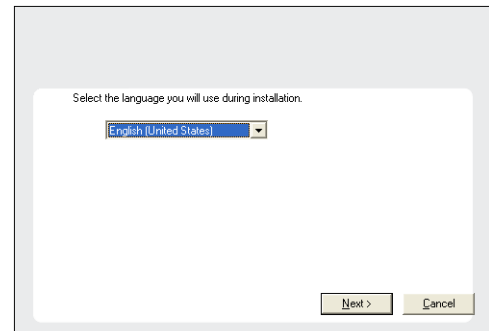 Select the language you will use during installation.
English (United States)
Next >
Cancel